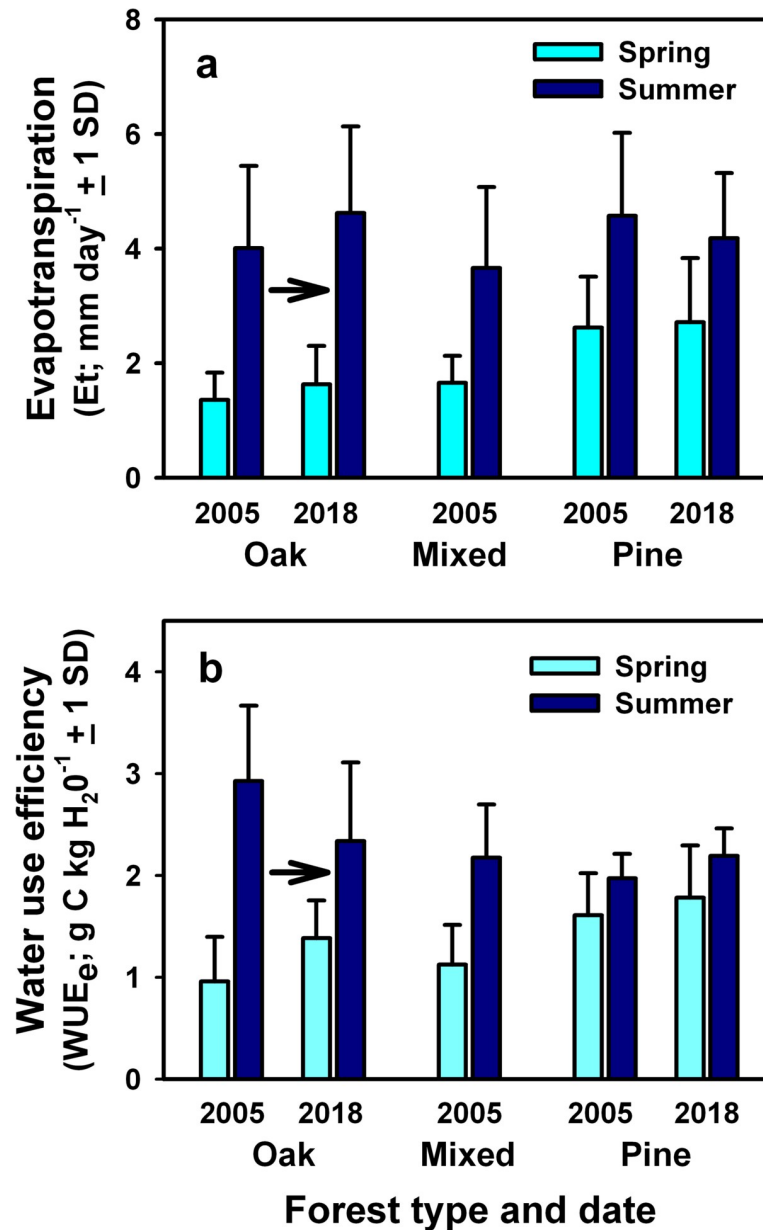 a
Spring
Summer
Evapotranspiration
(Et; mm day⁻¹ ± 1 SD)
8
6
4
2
0
2005 2018 2005 2005 2018
Oak Mixed Pine
b
Spring
Summer
Water use efficiency
(WUEₑ; g C kg H₂0⁻¹ ± 1 SD)
4
3
2
1
0
2005 2018 2005 2005 2018
Oak Mixed Pine
Forest type and date